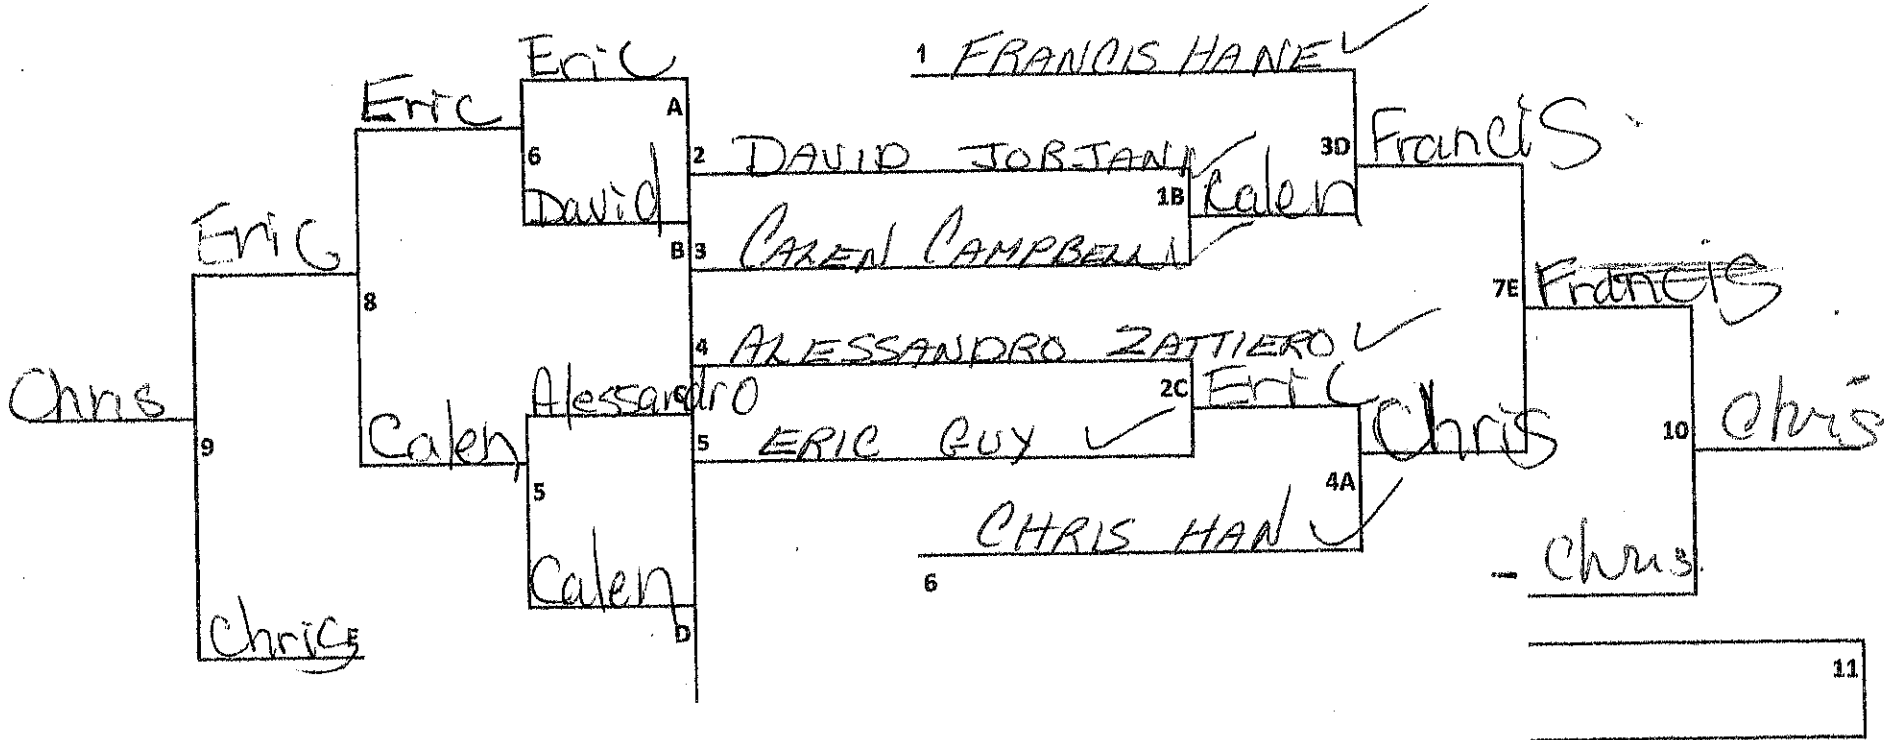 Eric
1 FRANCIS HANE
Eric
A
6
2 DAVID JORJANI
3D
Francis
David
1B
Calen
Eric
B
3 CALEN CAMPBELL
7E
Francis
8
4 ALESSANDRO ZATTIERO
Alessandro
2C
Eric
Chris
Chris
Calen
9
5 ERIC GUY
10
Chris
5
4A
CHRIS HAN
Chris
6
Calen
D
Chris
E
11